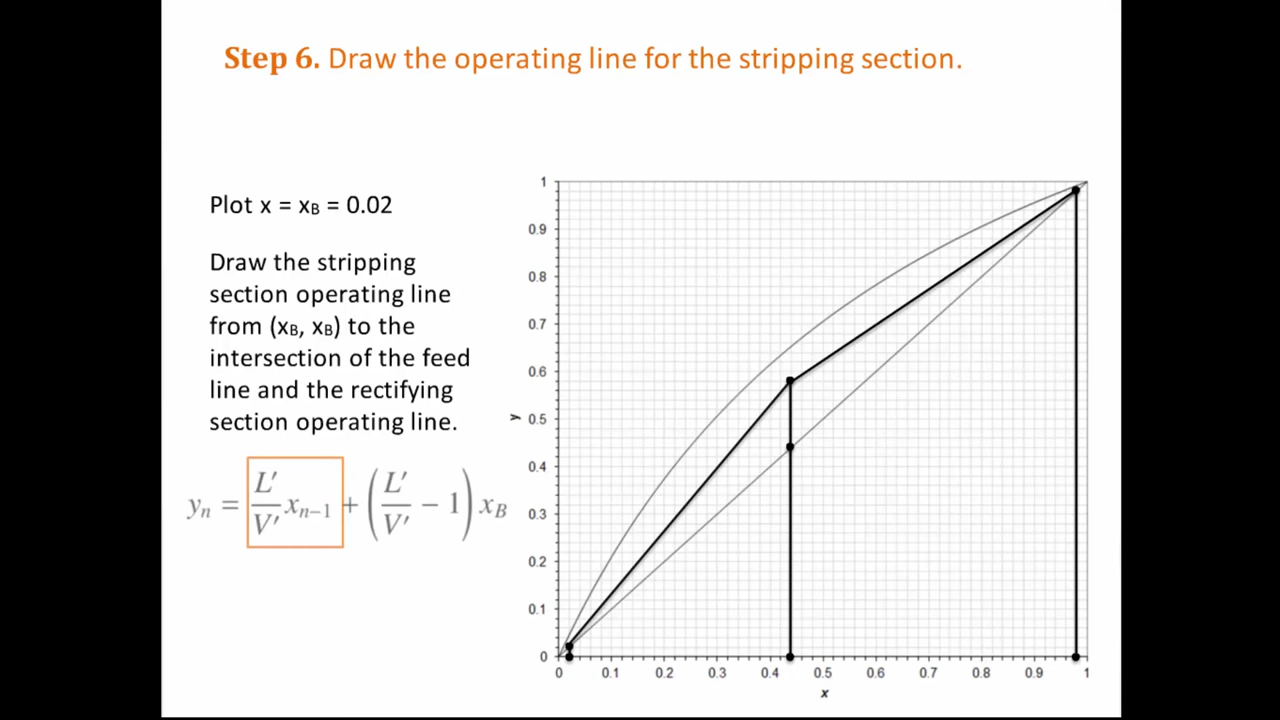 Step 6. Draw the operating line for the stripping section.
Plot x = xB = 0.02
Draw the stripping
section operating line
from (xB, xB) to the
intersection of the feed
line and the rectifying
section operating line.
yn = L′/V′ xn−1 + (L′/V′ − 1) xB
1
0.9
0.8
0.7
0.6
0.5
0.4
0.3
0.2
0.1
0
y
0 0.1 0.2 0.3 0.4 0.5 0.6 0.7 0.8 0.9 1
x